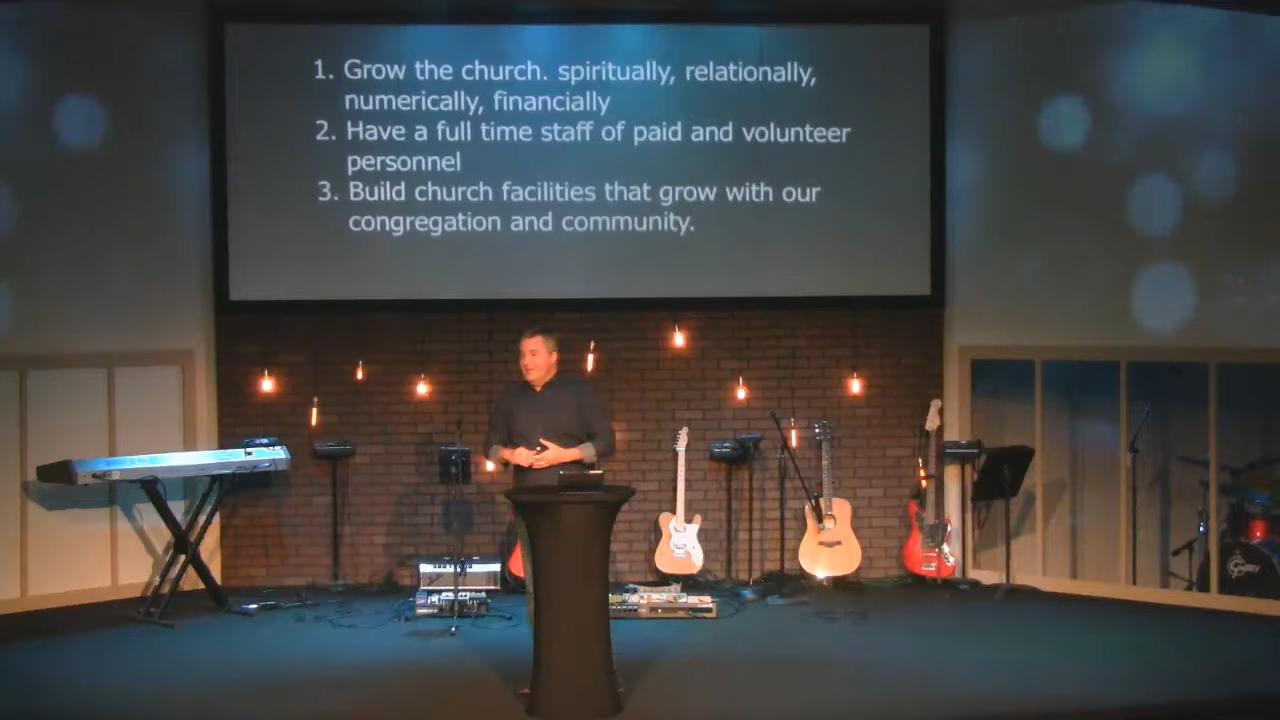 1. Grow the church. spiritually, relationally,
numerically, financially
2. Have a full time staff of paid and volunteer
personnel
3. Build church facilities that grow with our
congregation and community.
Gretsch